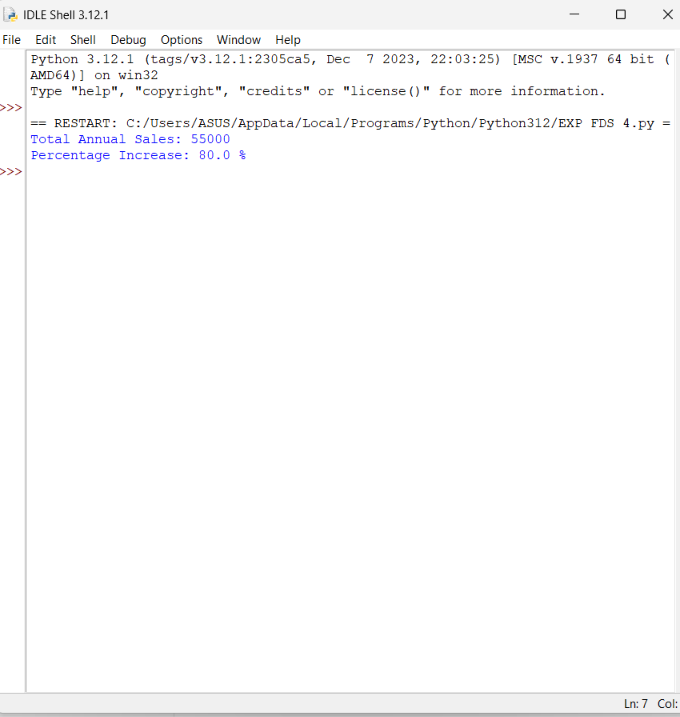 IDLE Shell 3.12.1
File Edit Shell Debug Options Window Help
Python 3.12.1 (tags/v3.12.1:2305ca5, Dec  7 2023, 22:03:25) [MSC v.1937 64 bit (
AMD64)] on win32
Type "help", "copyright", "credits" or "license()" for more information.
>>>
== RESTART: C:/Users/ASUS/AppData/Local/Programs/Python/Python312/EXP FDS 4.py =
Total Annual Sales: 55000
Percentage Increase: 80.0 %
>>>
Ln: 7 Col: